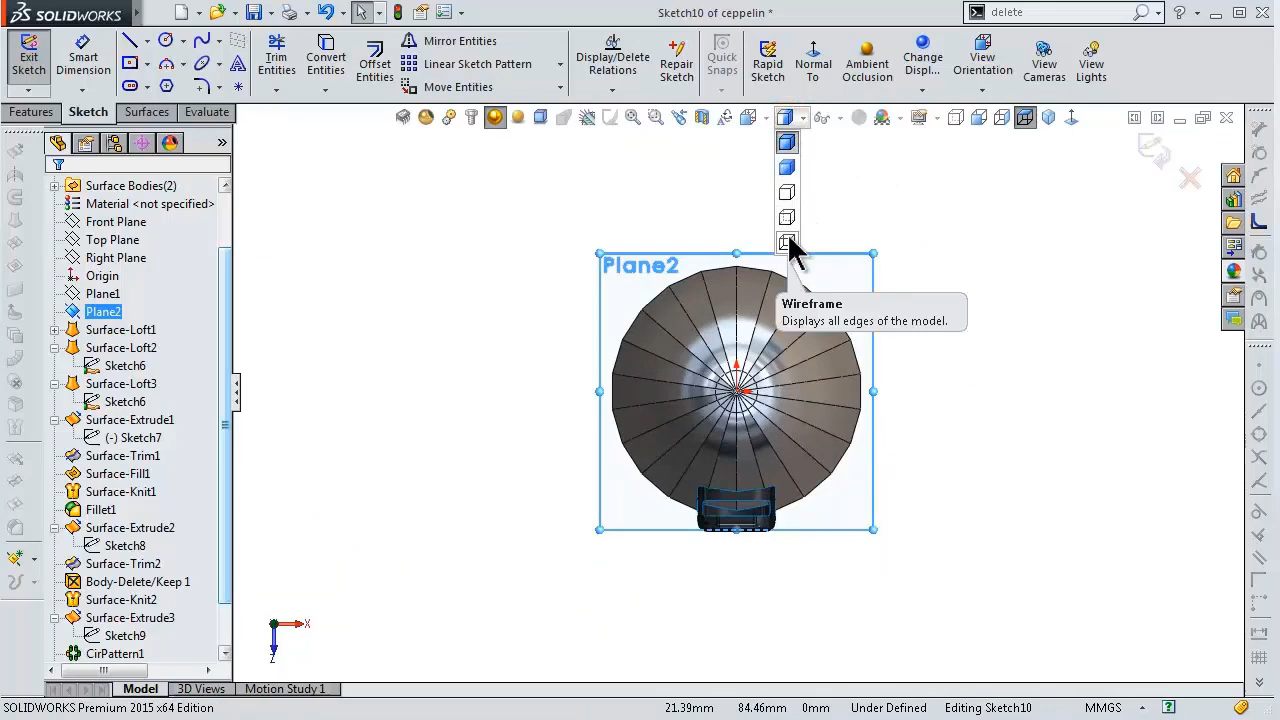 SOLIDWORKS
Sketch10 of ceppelin *
delete
Exit Sketch
Smart Dimension
Trim Entities
Convert Entities
Offset Entities
Mirror Entities
Linear Sketch Pattern
Move Entities
Display/Delete Relations
Repair Sketch
Quick Snaps
Rapid Sketch
Normal To
Ambient Occlusion
Change Displ...
View Orientation
View Cameras
View Lights
Features
Sketch
Surfaces
Evaluate
Surface Bodies(2)
Material <not specified>
Front Plane
Top Plane
Right Plane
Origin
Plane1
Plane2
Surface-Loft1
Surface-Loft2
Sketch6
Surface-Loft3
Sketch6
Surface-Extrude1
(-) Sketch7
Surface-Trim1
Surface-Fill1
Surface-Knit1
Fillet1
Surface-Extrude2
Sketch8
Surface-Trim2
Body-Delete/Keep 1
Surface-Knit2
Surface-Extrude3
Sketch9
CirPattern1
Plane2
Wireframe
Displays all edges of the model.
X
Z
Model
3D Views
Motion Study 1
SOLIDWORKS Premium 2015 x64 Edition
21.39mm
84.46mm
0mm
Under Defined
Editing Sketch10
MMGS